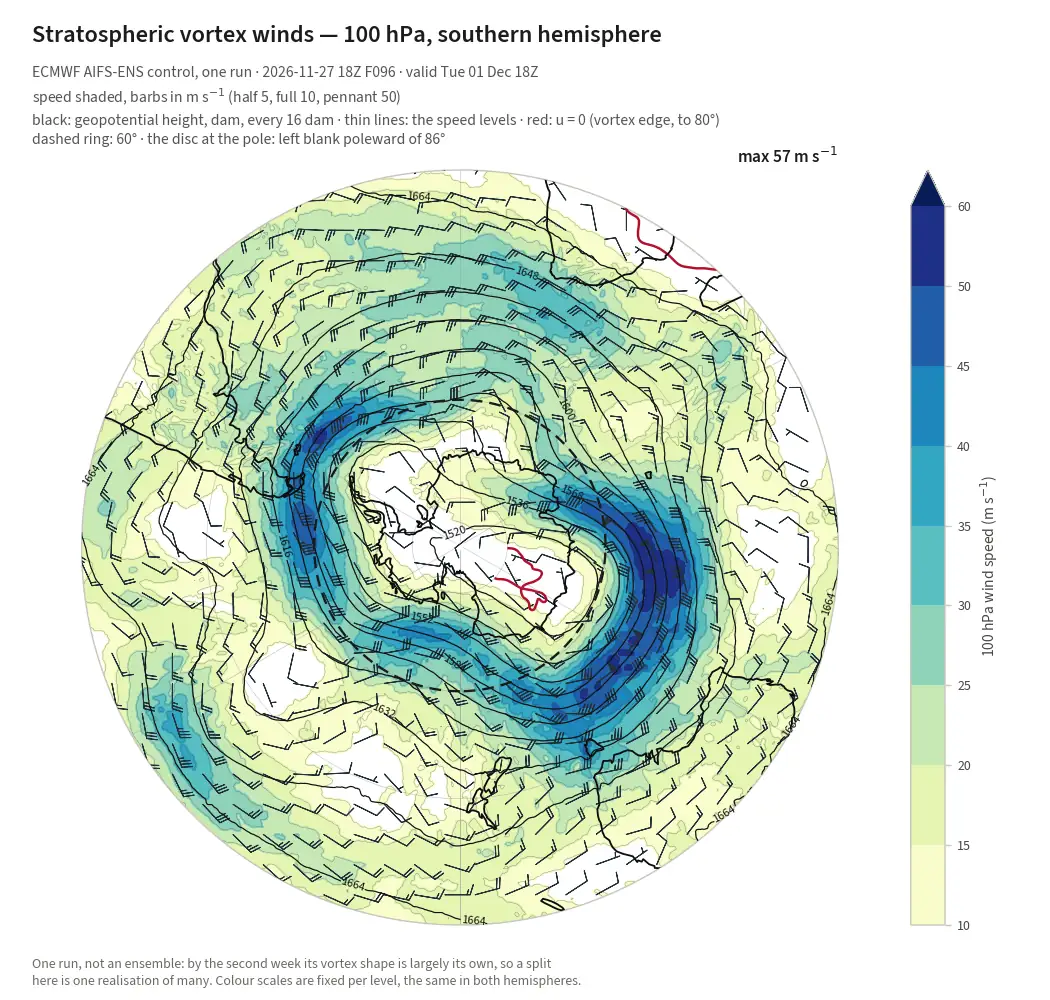 Stratospheric vortex winds — 100 hPa, southern hemisphere
ECMWF AIFS-ENS control, one run · 2026-11-27 18Z F096 · valid Tue 01 Dec 18Z
speed shaded, barbs in m s⁻¹ (half 5, full 10, pennant 50)
black: geopotential height, dam, every 16 dam · thin lines: the speed levels · red: u = 0 (vortex edge, to 80°)
dashed ring: 60° · the disc at the pole: left blank poleward of 86°
max 57 m s⁻¹
1664
1648
1600
1664
1568
1536
1520
1616
1664
1632
1664
1664
1664
1664
60
50
45
40
35
30
25
20
15
10
100 hPa wind speed (m s⁻¹)
One run, not an ensemble: by the second week its vortex shape is largely its own, so a split
here is one realisation of many. Colour scales are fixed per level, the same in both hemispheres.